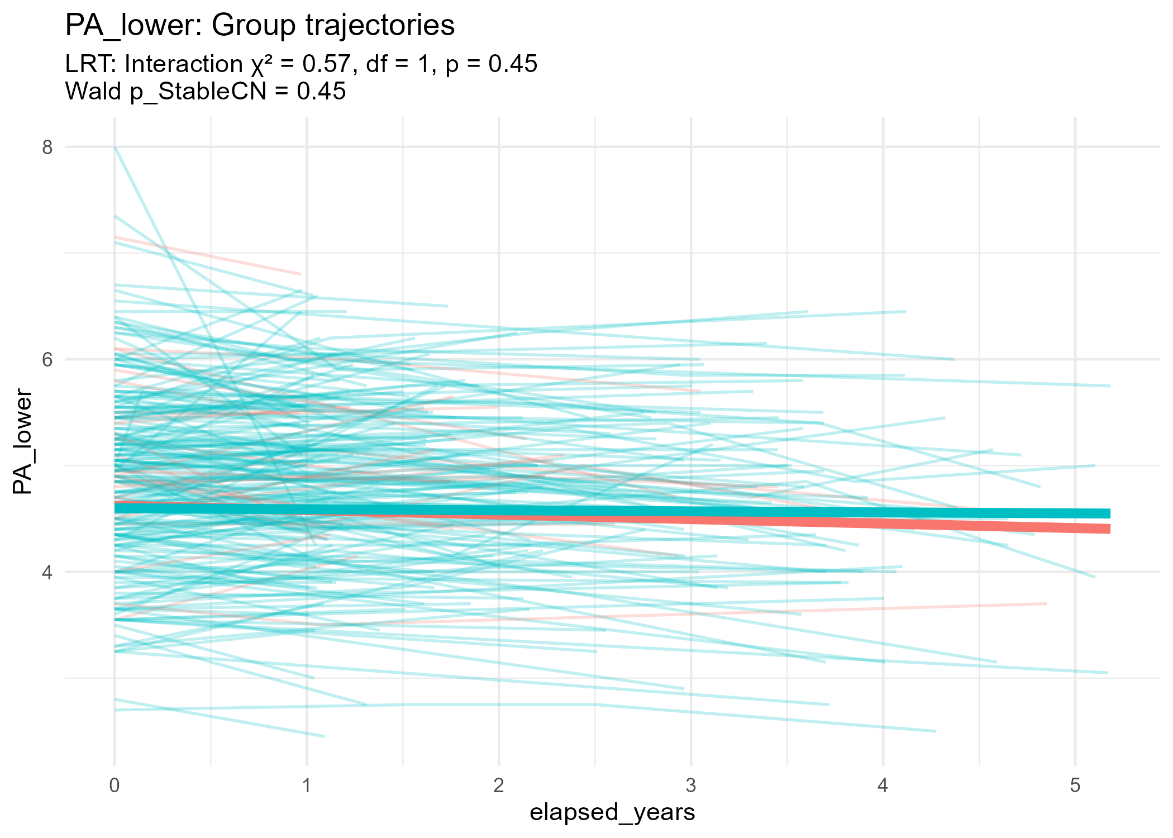 PA_lower: Group trajectories
LRT: Interaction χ² = 0.57, df = 1, p = 0.45
Wald p_StableCN = 0.45
8
6
4
PA_lower
0 1 2 3 4 5
elapsed_years